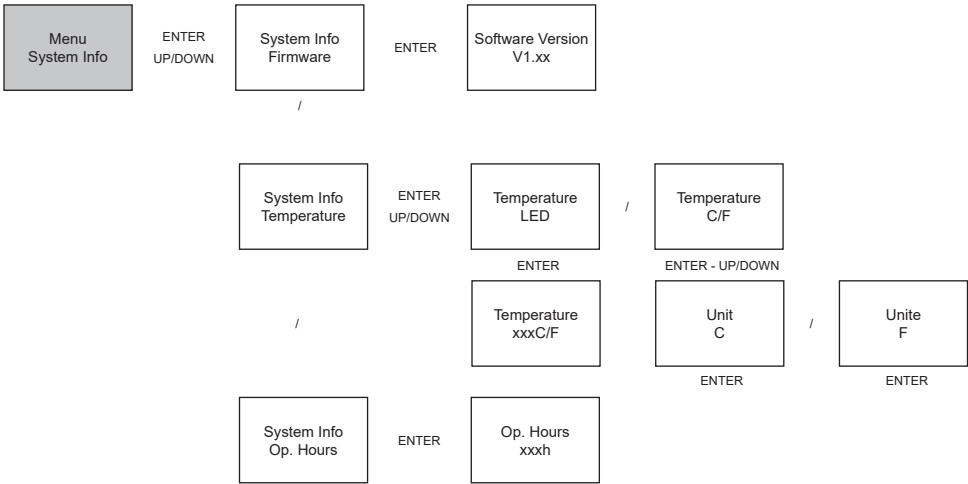 Menu
System Info
ENTER
UP/DOWN
System Info
Firmware
ENTER
Software Version
V1.xx
/
System Info
Temperature
ENTER
UP/DOWN
Temperature
LED
/
Temperature
C/F
ENTER
ENTER - UP/DOWN
/
Temperature
xxxC/F
Unit
C
/
Unite
F
ENTER
ENTER
System Info
Op. Hours
ENTER
Op. Hours
xxxh